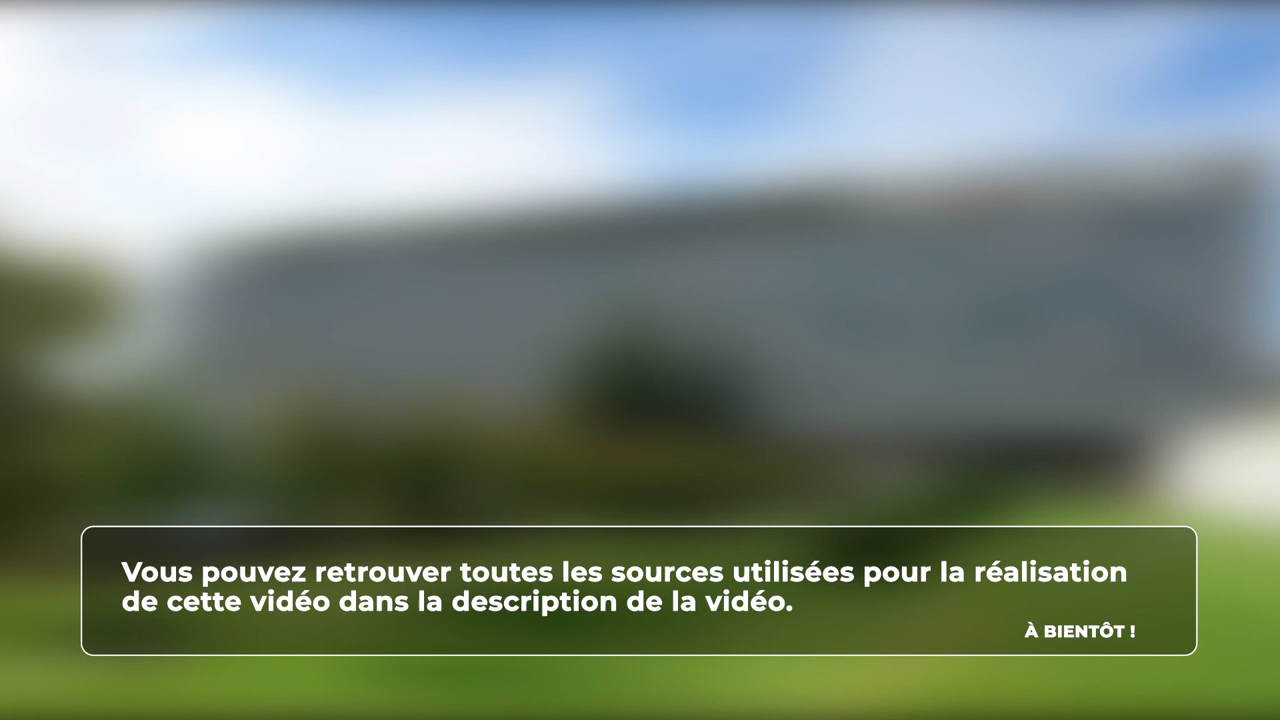 Vous pouvez retrouver toutes les sources utilisées pour la réalisation
de cette vidéo dans la description de la vidéo.
À BIENTÔT !